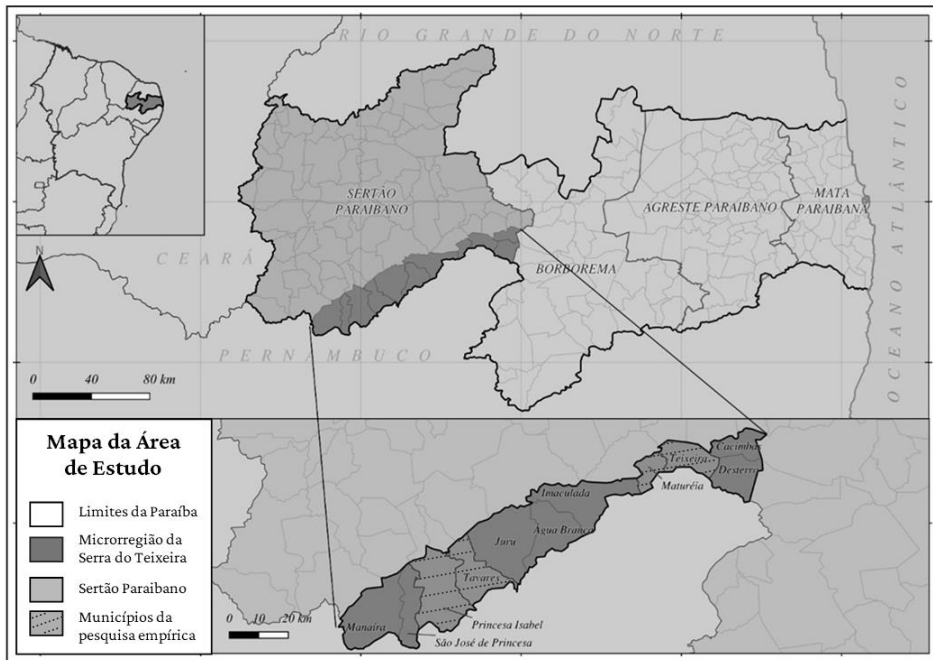 RIO GRANDE DO NORTE
OCEANO ATLÂNTICO
SERTÃO
PARAIBANO
AGRESTE PARAIBANO
MATA
PARAIBANA
N
CEARÁ
BORBOREMA
PERNAMBUCO
0 40 80 km
Mapa da Área
de Estudo
Limites da Paraíba
Microrregião da
Serra do Teixeira
Sertão Paraibano
Municípios da
pesquisa empírica
Cacimbas
Teixeira
Desterro
Maturéia
Imaculada
Água Branca
Juru
Tavares
Manaíra
Princesa Isabel
São José de Princesa
0 10 20 km